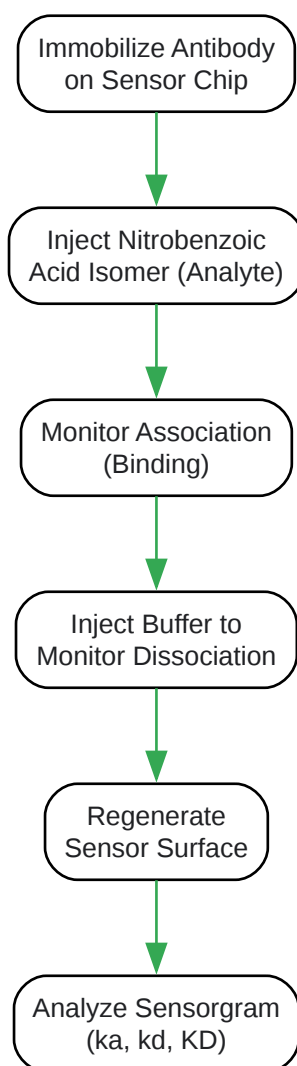 Immobilize Antibody
on Sensor Chip
Inject Nitrobenzoic
Acid Isomer (Analyte)
Monitor Association
(Binding)
Inject Buffer to
Monitor Dissociation
Regenerate
Sensor Surface
Analyze Sensorgram
(ka, kd, KD)